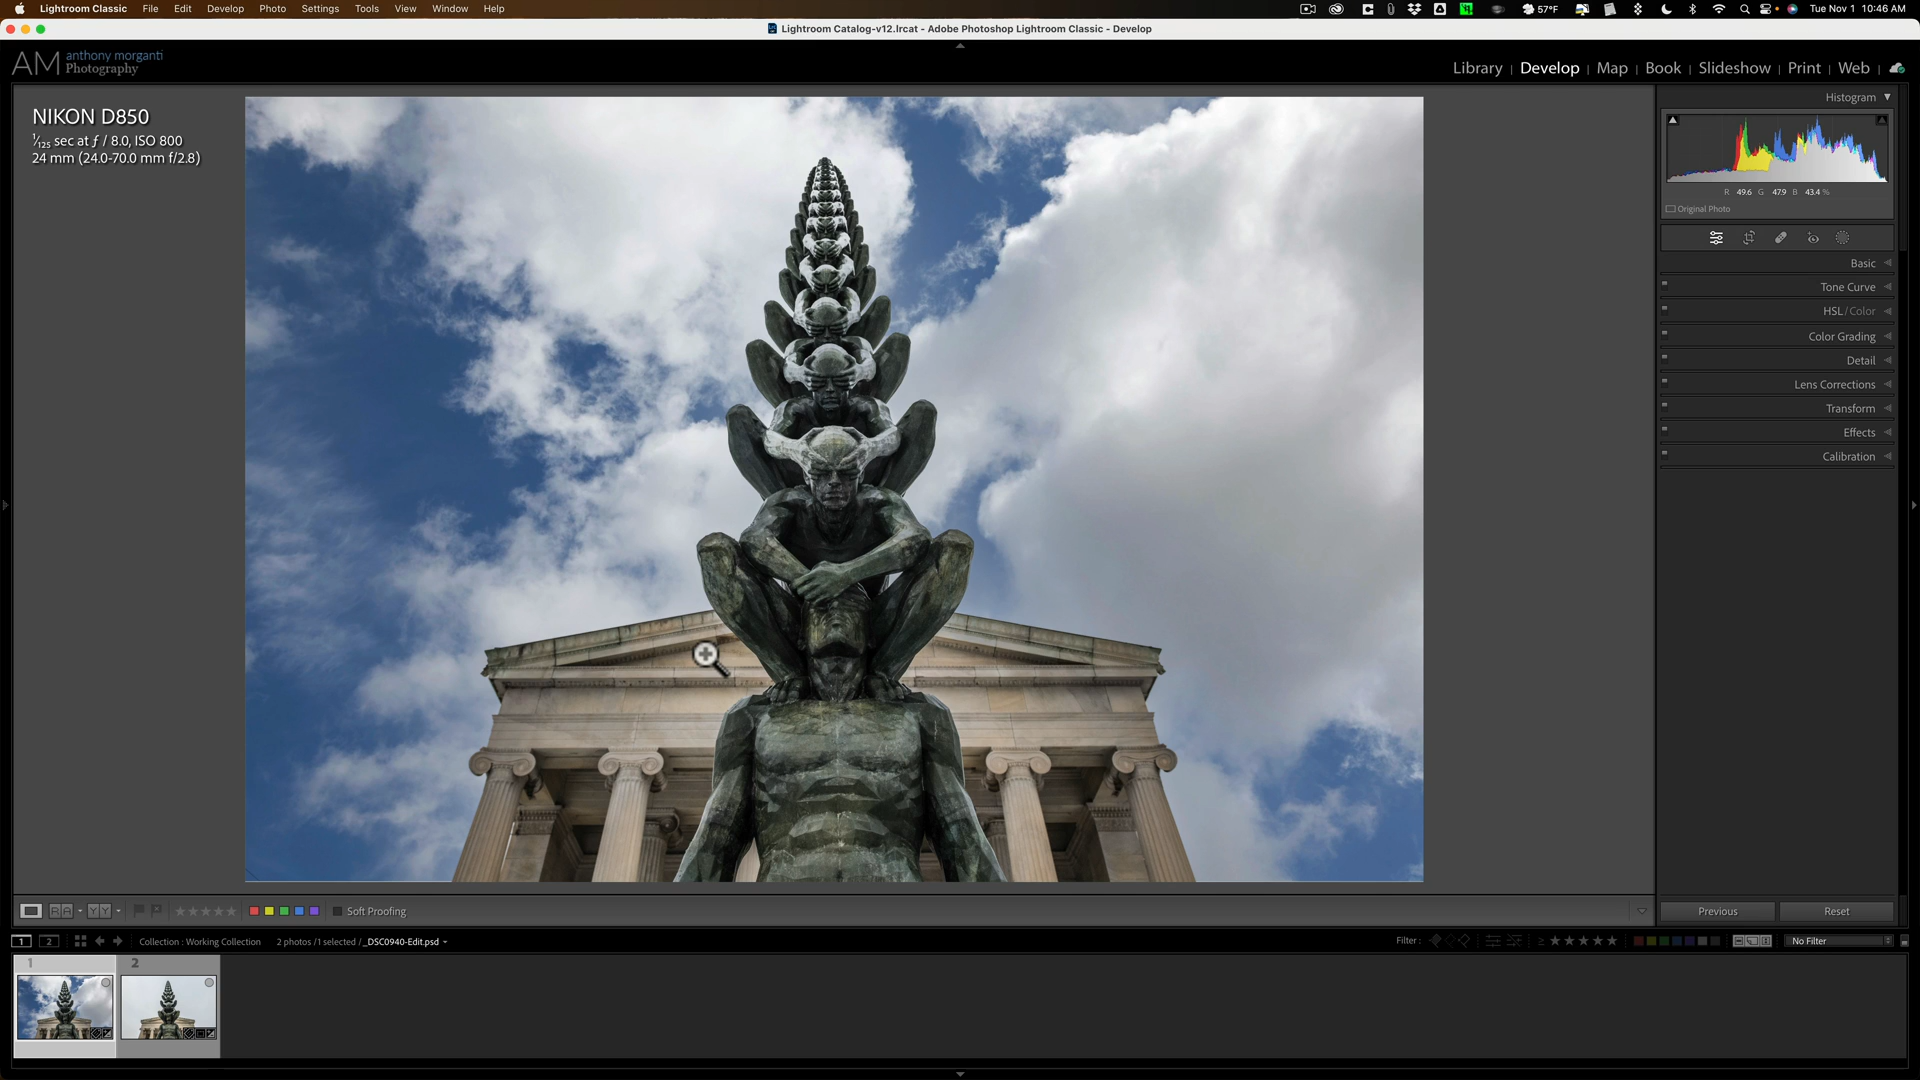 Lightroom Classic File Edit Develop Photo Settings Tools View Window Help 57°F Tue Nov 1 10:46 AM
Lightroom Catalog-v12.lrcat - Adobe Photoshop Lightroom Classic - Develop
AM anthony morganti
Photography
Library | Develop | Map | Book | Slideshow | Print | Web |
Histogram
NIKON D850
1/125 sec at ƒ / 8.0, ISO 800
24 mm (24.0-70.0 mm f/2.8)
R 49.6 G 47.9 B 43.4 %
Original Photo
Basic
Tone Curve
HSL / Color
Color Grading
Detail
Lens Corrections
Transform
Effects
Calibration
RA YY Soft Proofing
Previous Reset
1 2 Collection : Working Collection 2 photos / 1 selected / _DSC0940-Edit.psd Filter : ≥ No Filter
1 2